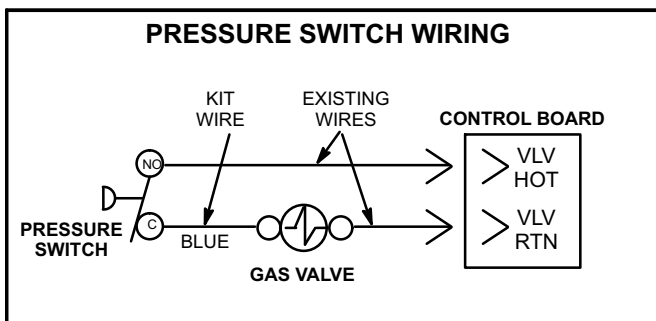 PRESSURE SWITCH WIRING
KIT
WIRE
EXISTING
WIRES
CONTROL BOARD
NO
VLV
HOT
C
VLV
RTN
PRESSURE
SWITCH
BLUE
GAS VALVE